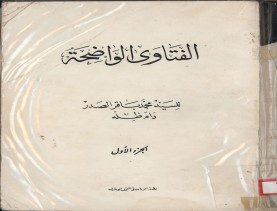 الفتاوى الواضحة
للسيد محمد باقر الصدر
دام ظله
الجزء الأول